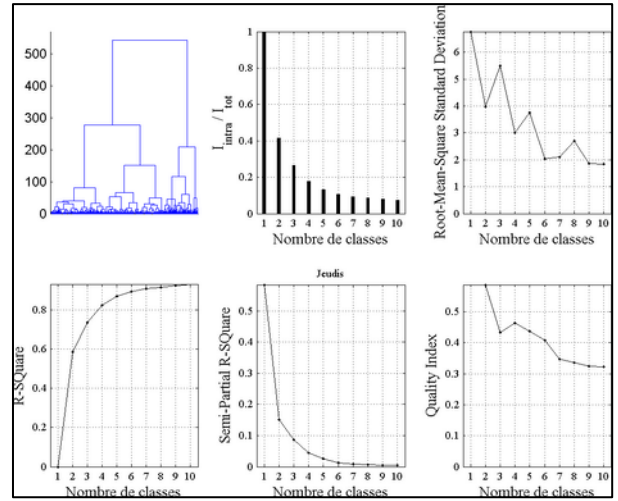 500
400
300
200
100
0
I_intra / I_tot
1
0.8
0.6
0.4
0.2
0
1 2 3 4 5 6 7 8 9 10
Nombre de classes
Root-Mean-Square Standard Deviation
6
5
4
3
2
1
0
1 2 3 4 5 6 7 8 9 10
Nombre de classes
R-SQuare
0.8
0.6
0.4
0.2
0
1 2 3 4 5 6 7 8 9 10
Nombre de classes
Jeudis
Semi-Partial R-SQuare
0.5
0.4
0.3
0.2
0.1
0
1 2 3 4 5 6 7 8 9 10
Nombre de classes
Quality Index
0.5
0.4
0.3
0.2
0.1
0
1 2 3 4 5 6 7 8 9 10
Nombre de classes